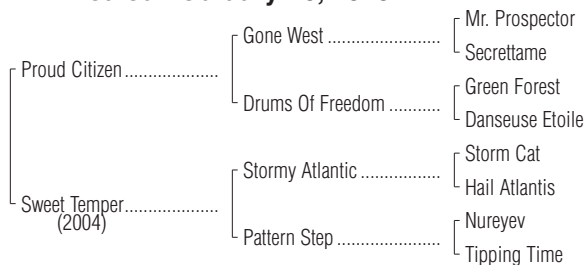 Mr. Prospector
Gone West ......................
Secrettame
Proud Citizen ...................
Green Forest
Drums Of Freedom ...........
Danseuse Etoile
Storm Cat
Stormy Atlantic .................
Hail Atlantis
Sweet Temper ...................
(2004)
Nureyev
Pattern Step .....................
Tipping Time